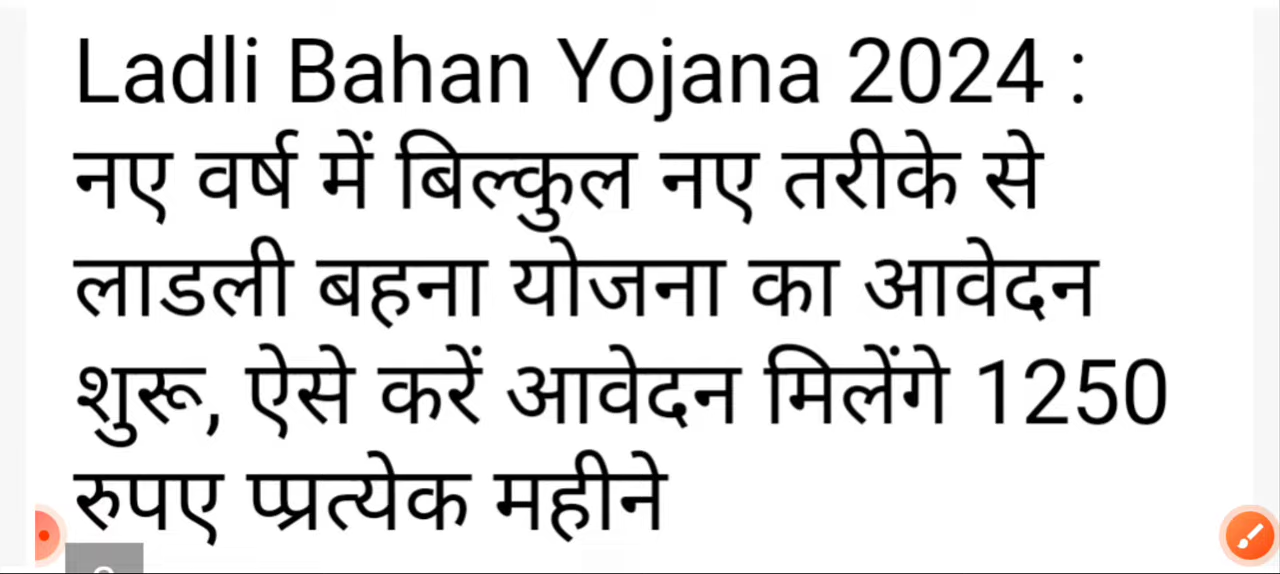 Ladli Bahan Yojana 2024 :
नए वर्ष में बिल्कुल नए तरीके से
लाडली बहना योजना का आवेदन
शुरू, ऐसे करें आवेदन मिलेंगे 1250
रुपए प्प्रत्येक महीने